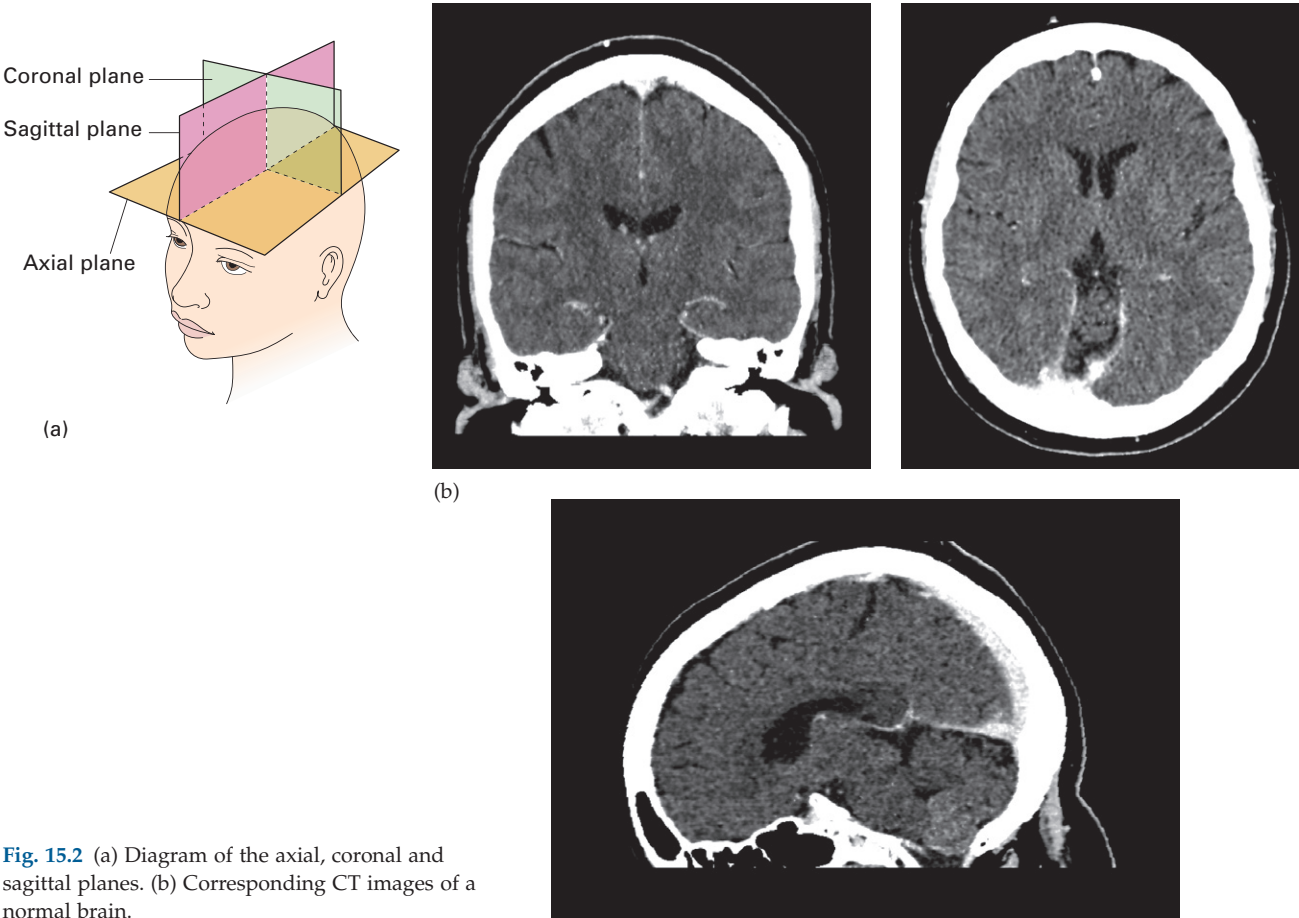 Coronal plane
Sagittal plane
Axial plane
(a)
(b)
Fig. 15.2 (a) Diagram of the axial, coronal and
sagittal planes. (b) Corresponding CT images of a
normal brain.